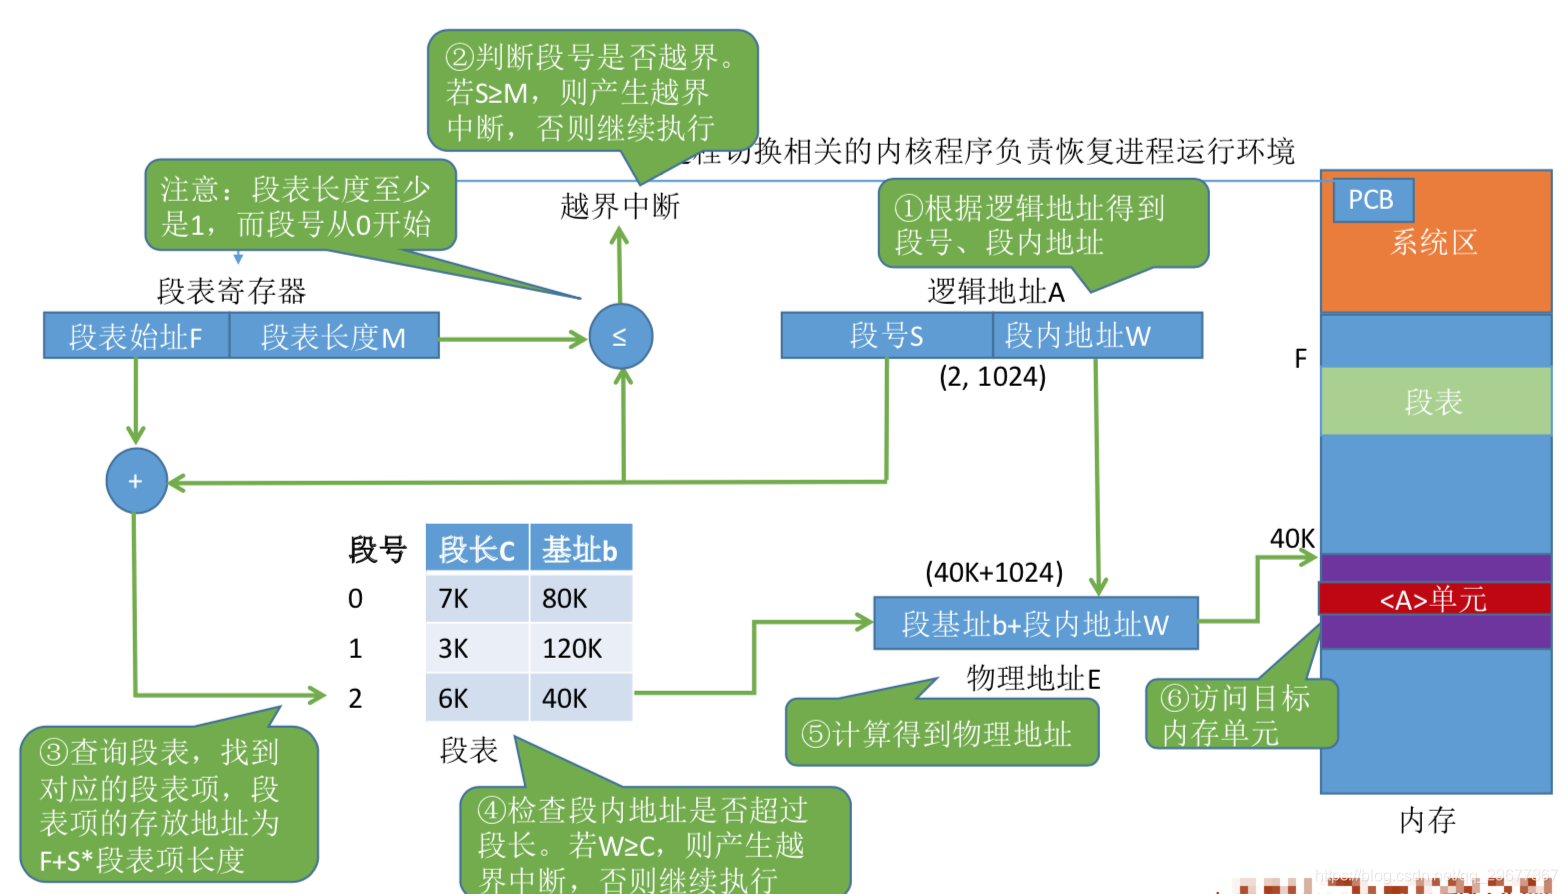 ②判断段号是否越界。
若S≥M，则产生越界
中断，否则继续执行
程切换相关的内核程序负责恢复进程运行环境
注意：段表长度至少
是1，而段号从0开始
越界中断
①根据逻辑地址得到
段号、段内地址
PCB
系统区
段表寄存器
逻辑地址A
段表始址F
段表长度M
≤
段号S
段内地址W
(2, 1024)
F
段表
+
40K
段号
段长C
基址b
0
7K
80K
1
3K
120K
2
6K
40K
段表
(40K+1024)
段基址b+段内地址W
物理地址E
<A>单元
③查询段表，找到
对应的段表项，段
表项的存放地址为
F+S*段表项长度
④检查段内地址是否超过
段长。若W≥C，则产生越
界中断，否则继续执行
⑤计算得到物理地址
⑥访问目标
内存单元
内存